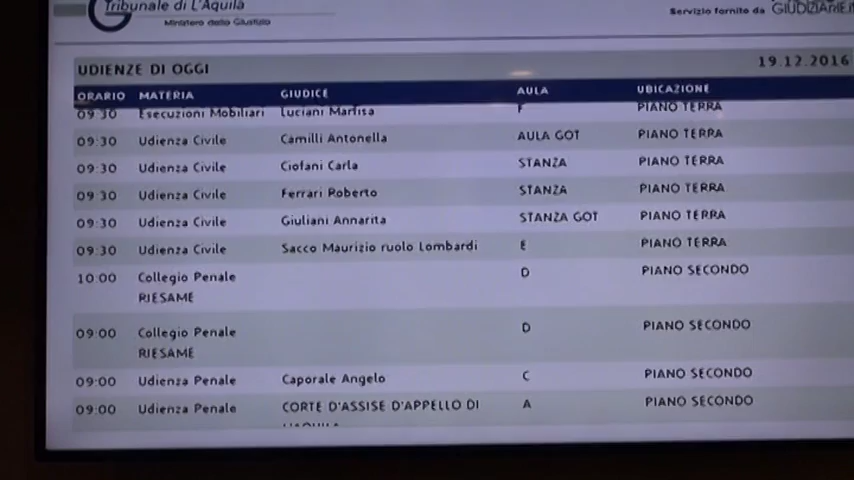 Tribunale di L'Aquila
Ministero della Giustizia
Servizio fornito da GIUDIZIARIE.it
UDIENZE DI OGGI 19.12.2016
ORARIO MATERIA GIUDICE AULA UBICAZIONE
09:30 Esecuzioni Mobiliari Luciani Marfisa F PIANO TERRA
09:30 Udienza Civile Camilli Antonella AULA GOT PIANO TERRA
09:30 Udienza Civile Ciofani Carla STANZA PIANO TERRA
09:30 Udienza Civile Ferrari Roberto STANZA PIANO TERRA
09:30 Udienza Civile Giuliani Annarita STANZA GOT PIANO TERRA
09:30 Udienza Civile Sacco Maurizio ruolo Lombardi E PIANO TERRA
10:00 Collegio Penale D PIANO SECONDO
RIESAME
09:00 Collegio Penale D PIANO SECONDO
RIESAME
09:00 Udienza Penale Caporale Angelo C PIANO SECONDO
09:00 Udienza Penale CORTE D'ASSISE D'APPELLO DI A PIANO SECONDO